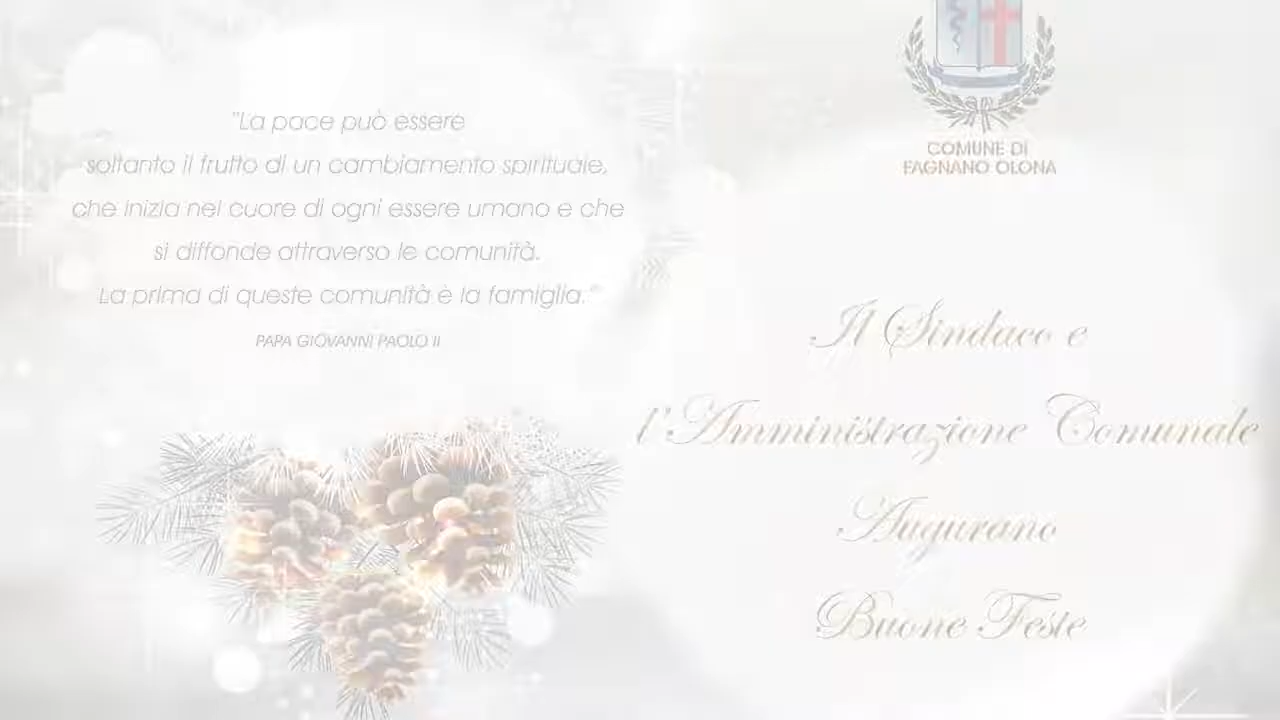 "La pace può essere
soltanto il frutto di un cambiamento spirituale,
che inizia nel cuore di ogni essere umano e che
si diffonde attraverso le comunità.
La prima di queste comunità è la famiglia."
PAPA GIOVANNI PAOLO II
COMUNE DI
FAGNANO OLONA
Il Sindaco e
l'Amministrazione Comunale
Augurano
Buone Feste